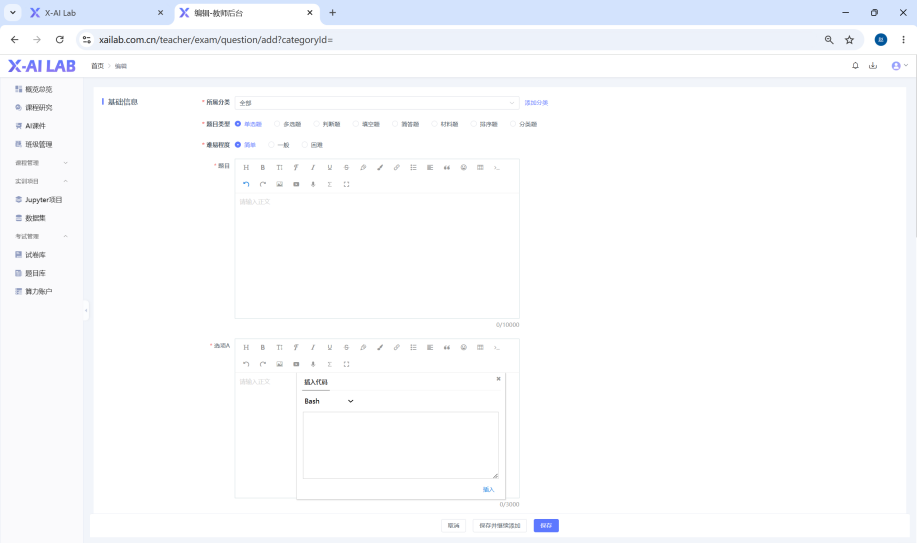 X-AI Lab
编辑-教师后台
xailab.com.cn/teacher/exam/question/add?categoryId=
X-AI LAB
首页 / 编辑
概览总览
课程研究
AI课件
班级管理
课程管理
实训项目
Jupyter项目
数据集
考试管理
试卷库
题目库
算力账户
基础信息
* 所属分类 全部 添加分类
* 题目类型 单选题 多选题 判断题 填空题 简答题 材料题 排序题 分类题
* 难易程度 简单 一般 困难
* 题目
请输入正文
0/10000
* 选项A
请输入正文
插入代码
Bash
插入
0/3000
取消 保存并继续添加 保存